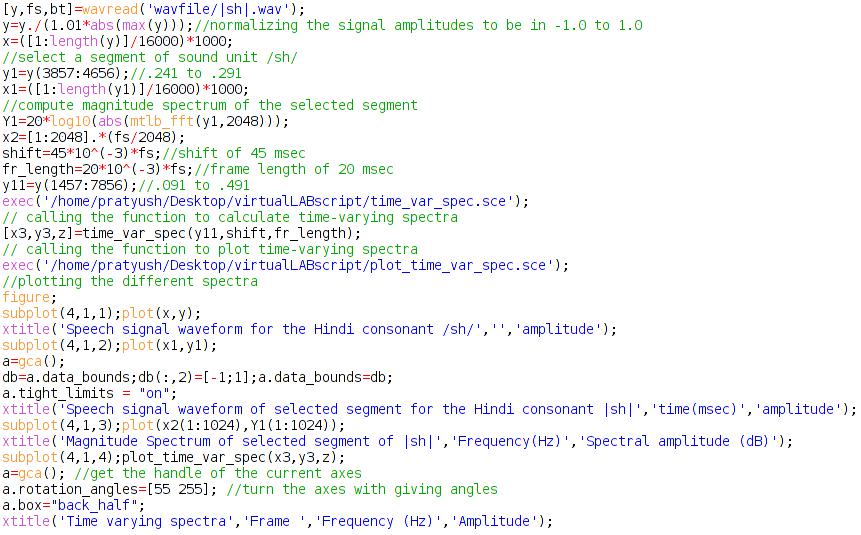 [y,fs,bt]=wavread('wavfile/|sh|.wav');
y=y./(1.01*abs(max(y)));//normalizing the signal amplitudes to be in -1.0 to 1.0
x=([1:length(y)]/16000)*1000;
//select a segment of sound unit /sh/
y1=y(3857:4656);//.241 to .291
x1=([1:length(y1)]/16000)*1000;
//compute magnitude spectrum of the selected segment
Y1=20*log10(abs(mtlb_fft(y1,2048)));
x2=[1:2048].*(fs/2048);
shift=45*10^(-3)*fs;//shift of 45 msec
fr_length=20*10^(-3)*fs;//frame length of 20 msec
y11=y(1457:7856);//.091 to .491
exec('/home/pratyush/Desktop/virtualLABscript/time_var_spec.sce');
// calling the function to calculate time-varying spectra
[x3,y3,z]=time_var_spec(y11,shift,fr_length);
// calling the function to plot time-varying spectra
exec('/home/pratyush/Desktop/virtualLABscript/plot_time_var_spec.sce');
//plotting the different spectra
figure;
subplot(4,1,1);plot(x,y);
xtitle('Speech signal waveform for the Hindi consonant /sh/','','amplitude');
subplot(4,1,2);plot(x1,y1);
a=gca();
db=a.data_bounds;db(:,2)=[-1;1];a.data_bounds=db;
a.tight_limits = "on";
xtitle('Speech signal waveform of selected segment for the Hindi consonant |sh|','time(msec)','amplitude');
subplot(4,1,3);plot(x2(1:1024),Y1(1:1024));
xtitle('Magnitude Spectrum of selected segment of |sh|','Frequency(Hz)','Spectral amplitude (dB)');
subplot(4,1,4);plot_time_var_spec(x3,y3,z);
a=gca(); //get the handle of the current axes
a.rotation_angles=[55 255]; //turn the axes with giving angles
a.box="back_half";
xtitle('Time varying spectra','Frame ','Frequency (Hz)','Amplitude');